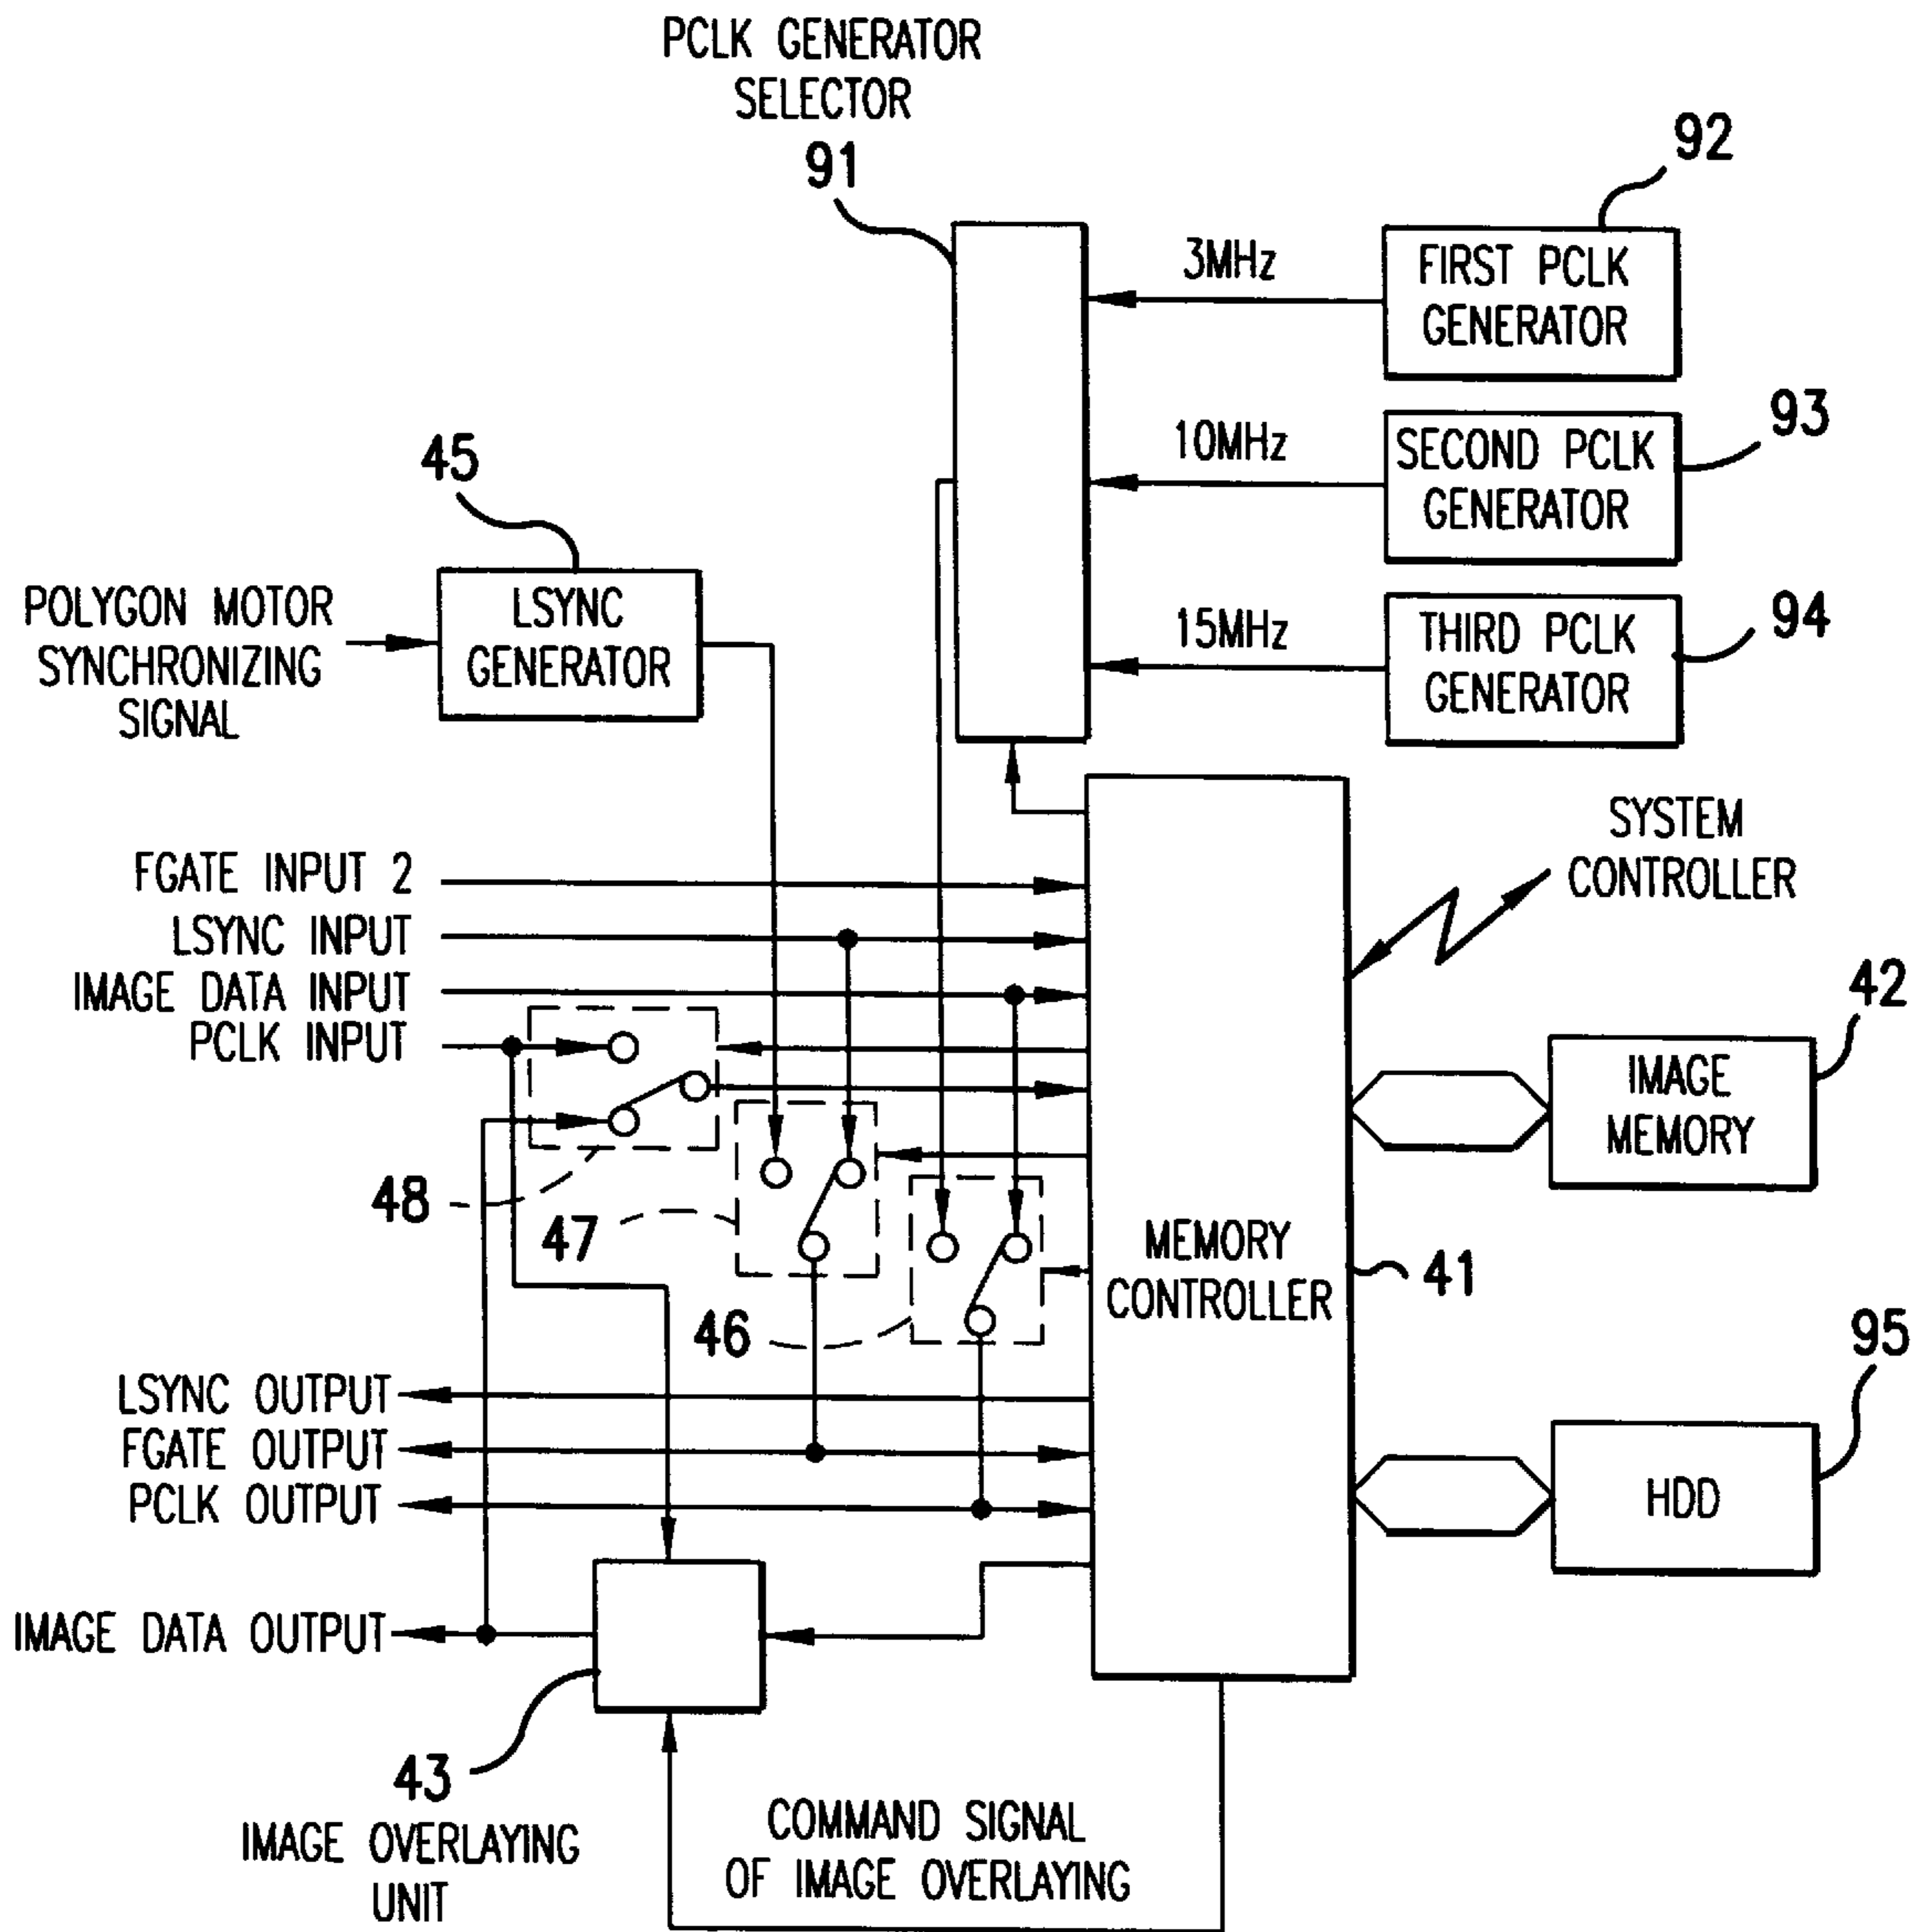 PCLK GENERATOR
SELECTOR
91
92
3MHz
FIRST PCLK
GENERATOR
93
10MHz
SECOND PCLK
GENERATOR
45
94
15MHz
THIRD PCLK
GENERATOR
POLYGON MOTOR
SYNCHRONIZING
SIGNAL
LSYNC
GENERATOR
SYSTEM
CONTROLLER
FGATE INPUT 2
LSYNC INPUT
IMAGE DATA INPUT
PCLK INPUT
42
IMAGE
MEMORY
48
47
46
MEMORY
CONTROLLER
41
95
HDD
LSYNC OUTPUT
FGATE OUTPUT
PCLK OUTPUT
IMAGE DATA OUTPUT
43
IMAGE OVERLAYING
UNIT
COMMAND SIGNAL
OF IMAGE OVERLAYING